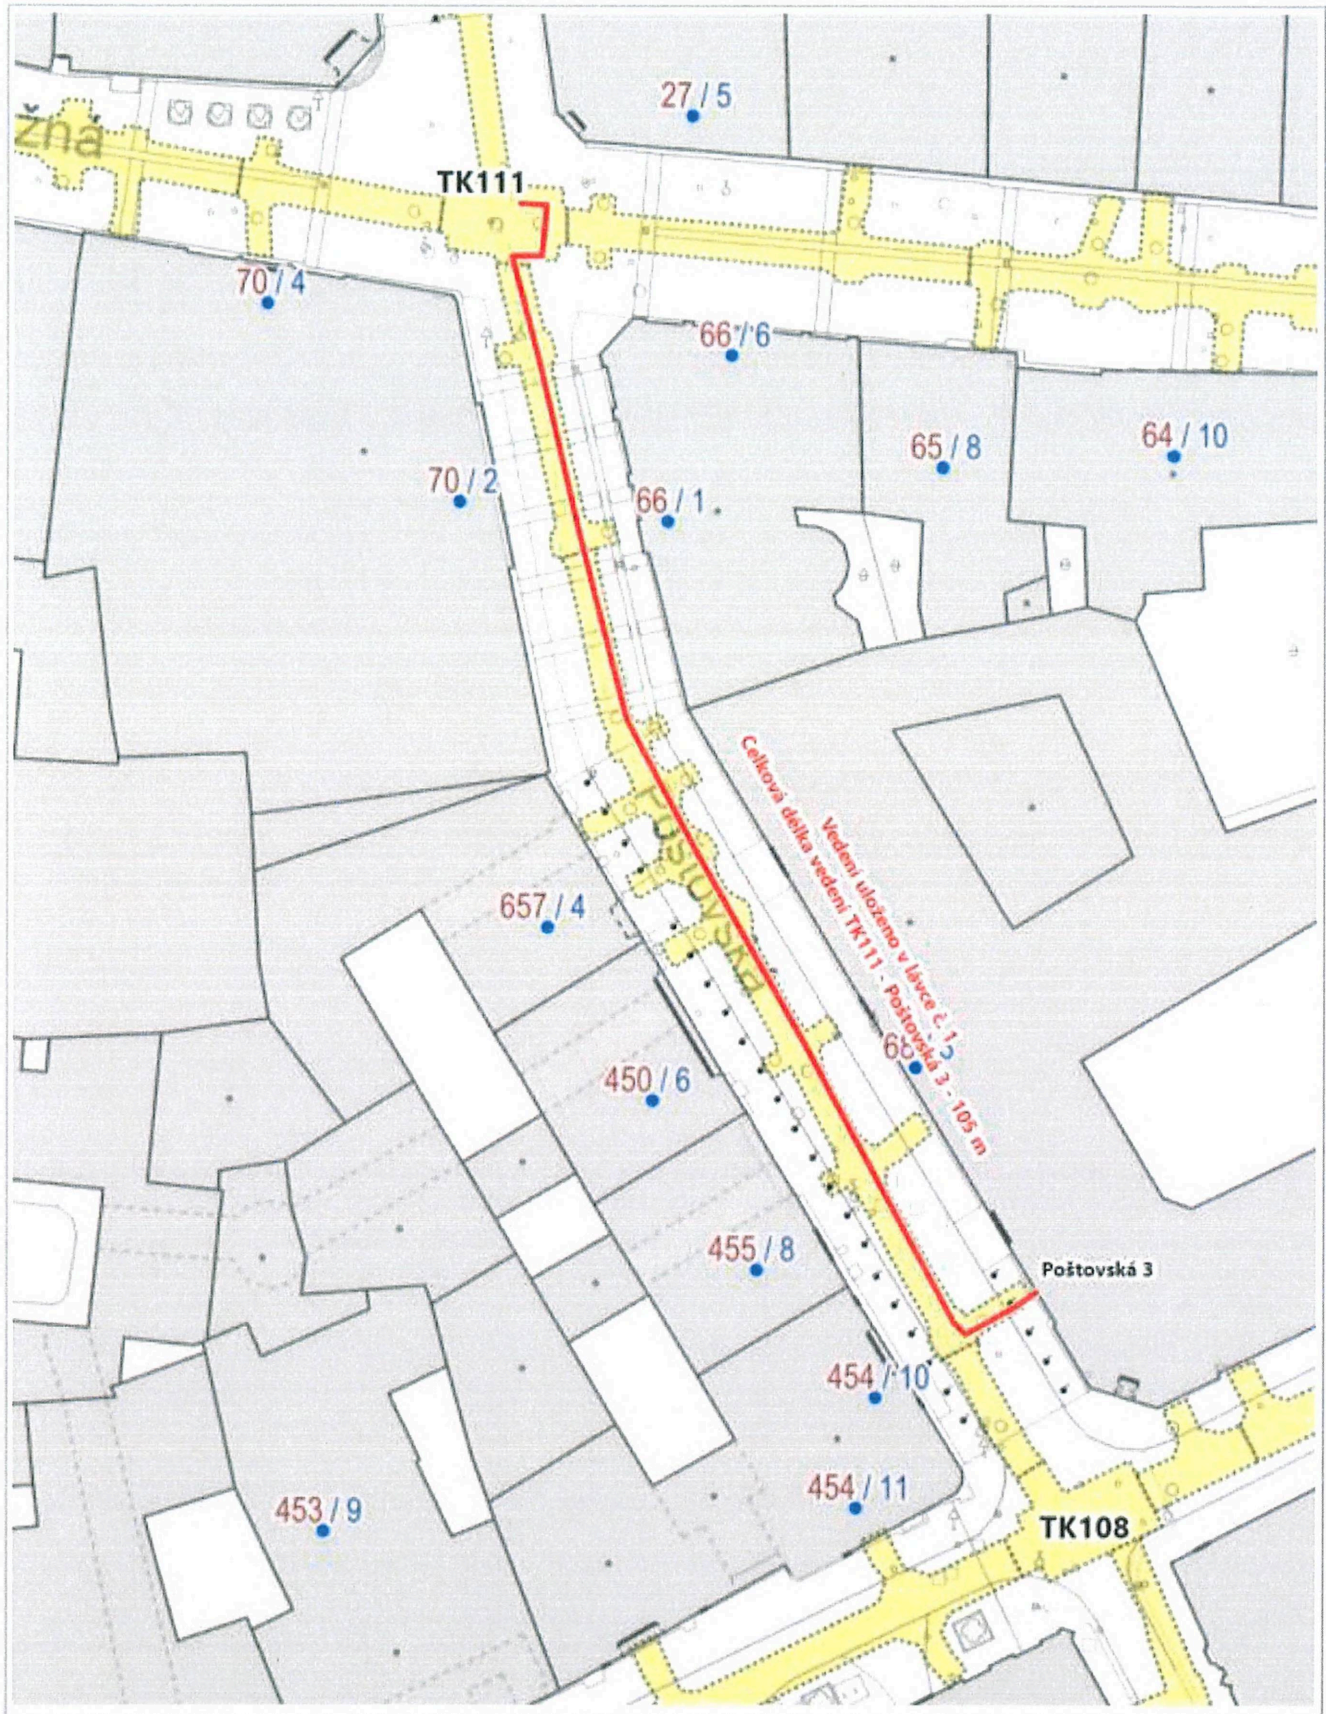 27 / 5
žná
TK111
70 / 4
66 / 6
64 / 10
65 / 8
70 / 2
66 / 1
Vedení uloženo v lávce č. 1
Celková délka vedení TK111 - Poštovská 3 - 105 m
Poštovská
657 / 4
450 / 6
455 / 8
Poštovská 3
454 / 10
454 / 11
453 / 9
TK108